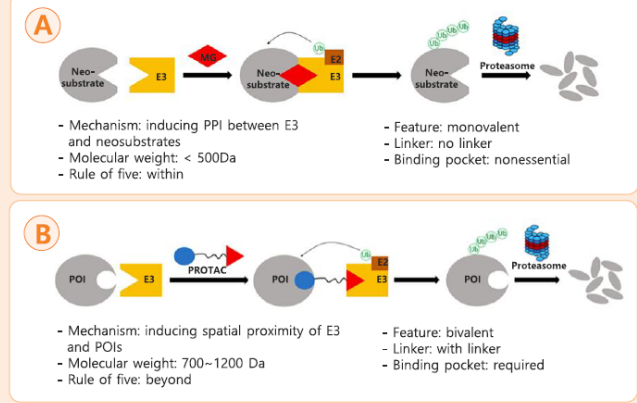 A
Neo-
substrate
E3
MG
Neo-
substrate
Ub
E2
E3
Ub Ub Ub Ub
Neo-
substrate
Proteasome
- Mechanism: inducing PPI between E3
and neosubstrates
- Molecular weight: < 500Da
- Rule of five: within
- Feature: monovalent
- Linker: no linker
- Binding pocket: nonessential
B
POI
E3
PROTAC
POI
Ub
E2
E3
Ub Ub Ub Ub
POI
Proteasome
- Mechanism: inducing spatial proximity of E3
and POIs
- Molecular weight: 700~1200 Da
- Rule of five: beyond
- Feature: bivalent
- Linker: with linker
- Binding pocket: required